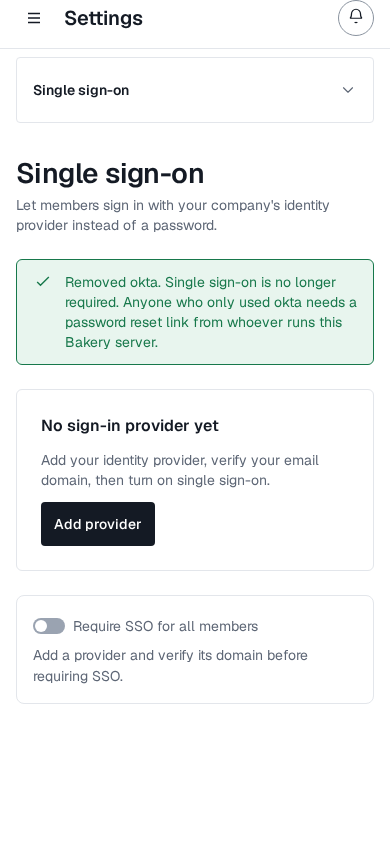 Settings
Single sign-on
Single sign-on
Let members sign in with your company's identity
provider instead of a password.
Removed okta. Single sign-on is no longer
required. Anyone who only used okta needs a
password reset link from whoever runs this
Bakery server.
No sign-in provider yet
Add your identity provider, verify your email
domain, then turn on single sign-on.
Add provider
Require SSO for all members
Add a provider and verify its domain before
requiring SSO.